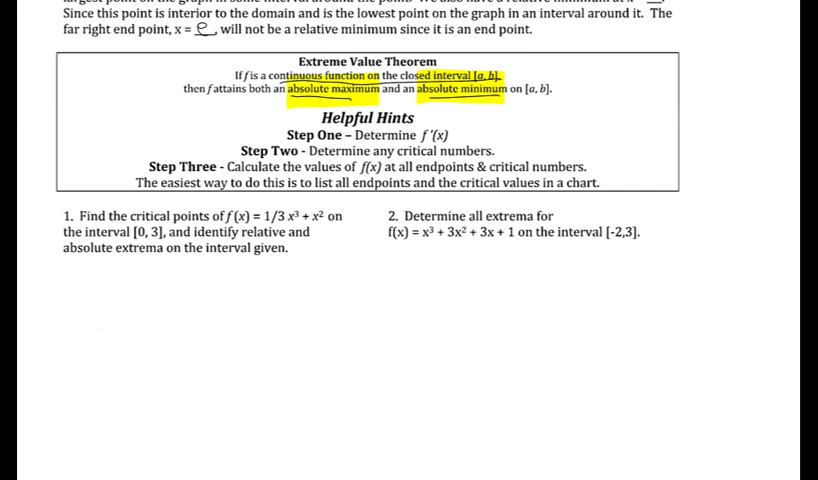 Since this point is interior to the domain and is the lowest point on the graph in an interval around it. The
far right end point, x = e, will not be a relative minimum since it is an end point.
Extreme Value Theorem
If f is a continuous function on the closed interval [a, b],
then f attains both an absolute maximum and an absolute minimum on [a, b].
Helpful Hints
Step One – Determine f '(x)
Step Two - Determine any critical numbers.
Step Three - Calculate the values of f(x) at all endpoints & critical numbers.
The easiest way to do this is to list all endpoints and the critical values in a chart.
1. Find the critical points of f (x) = 1/3 x³ + x² on
the interval [0, 3], and identify relative and
absolute extrema on the interval given.
2. Determine all extrema for
f(x) = x³ + 3x² + 3x + 1 on the interval [-2,3].